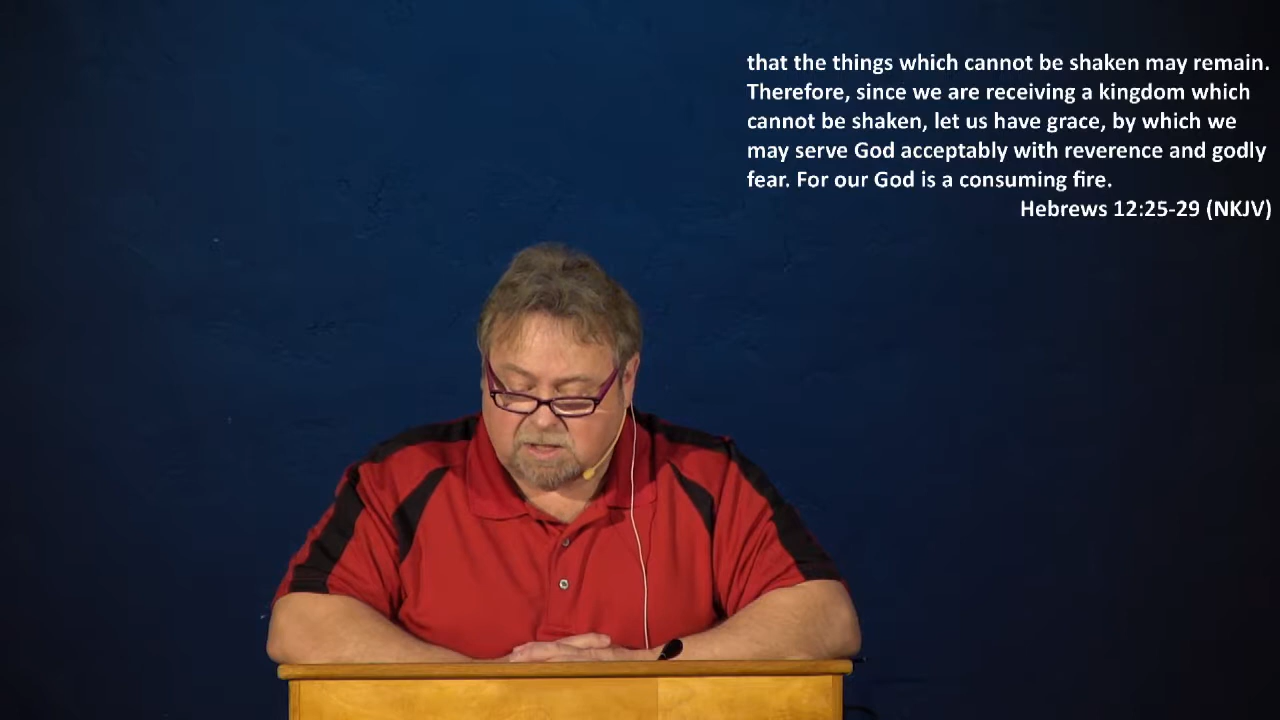 that the things which cannot be shaken may remain.
Therefore, since we are receiving a kingdom which
cannot be shaken, let us have grace, by which we
may serve God acceptably with reverence and godly
fear. For our God is a consuming fire.
Hebrews 12:25-29 (NKJV)